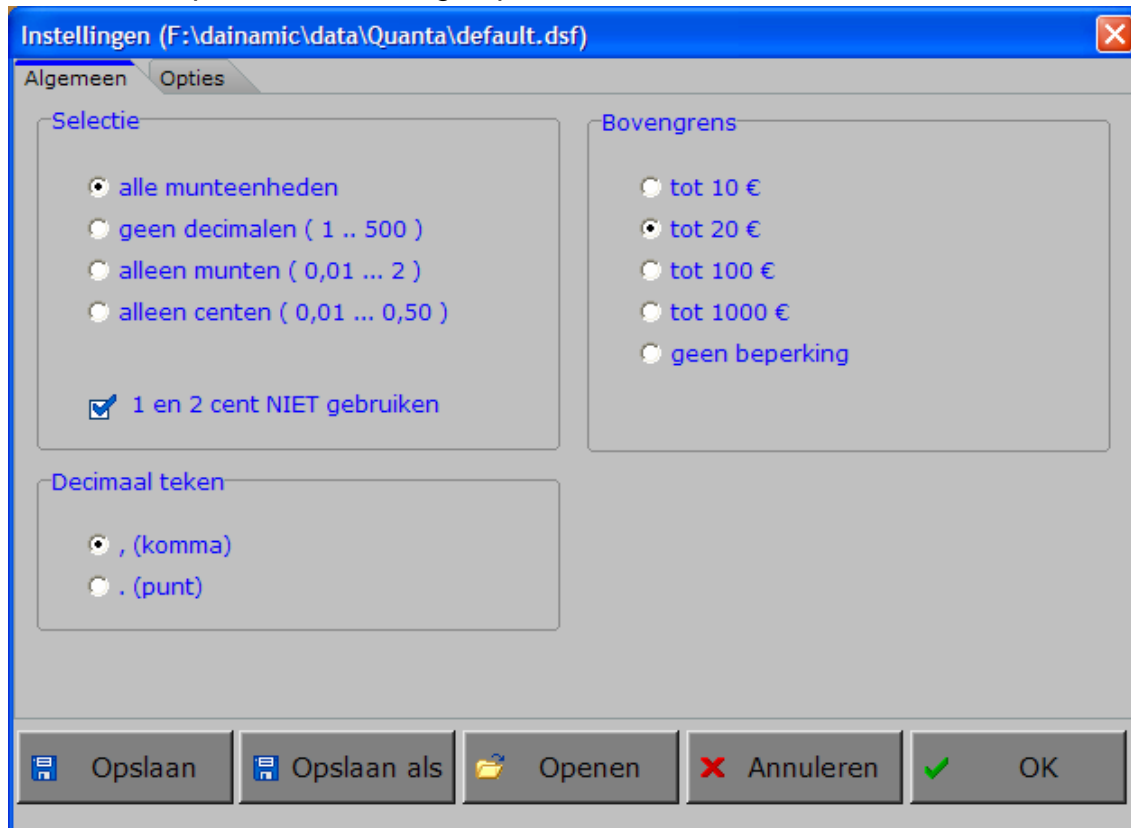 Instellingen (F:\dainamic\data\Quanta\default.dsf)
Algemeen Opties
Selectie
alle munteenheden
geen decimalen ( 1 .. 500 )
alleen munten ( 0,01 ... 2 )
alleen centen ( 0,01 ... 0,50 )
1 en 2 cent NIET gebruiken
Bovengrens
tot 10 €
tot 20 €
tot 100 €
tot 1000 €
geen beperking
Decimaal teken
, (komma)
. (punt)
Opslaan Opslaan als Openen Annuleren OK